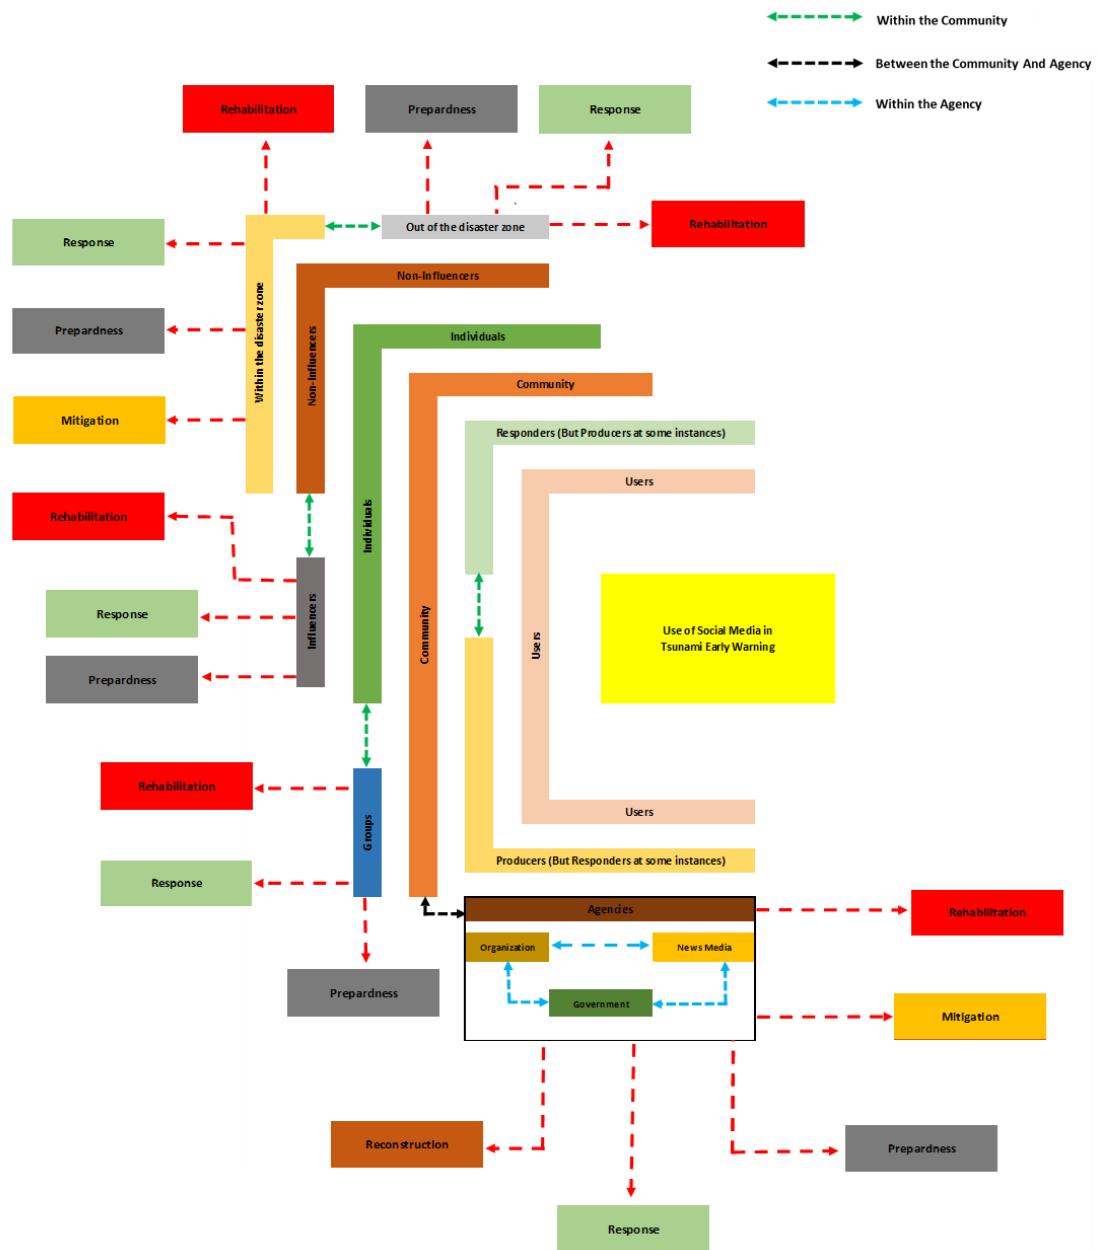 Within the Community
Between the Community And Agency
Within the Agency
Rehabilitation
Prepardness
Response
Response
Out of the disaster zone
Rehabilitation
Non-Influencers
Within the disaster zone
Prepardness
Non-Influencers
Individuals
Community
Mitigation
Responders (But Producers at some instances)
Users
Rehabilitation
Individuals
Response
Influencers
Community
Users
Use of Social Media in
Tsunami Early Warning
Prepardness
Rehabilitation
Groups
Users
Producers (But Responders at some instances)
Response
Agencies
Rehabilitation
Organization
News Media
Prepardness
Government
Mitigation
Reconstruction
Prepardness
Response